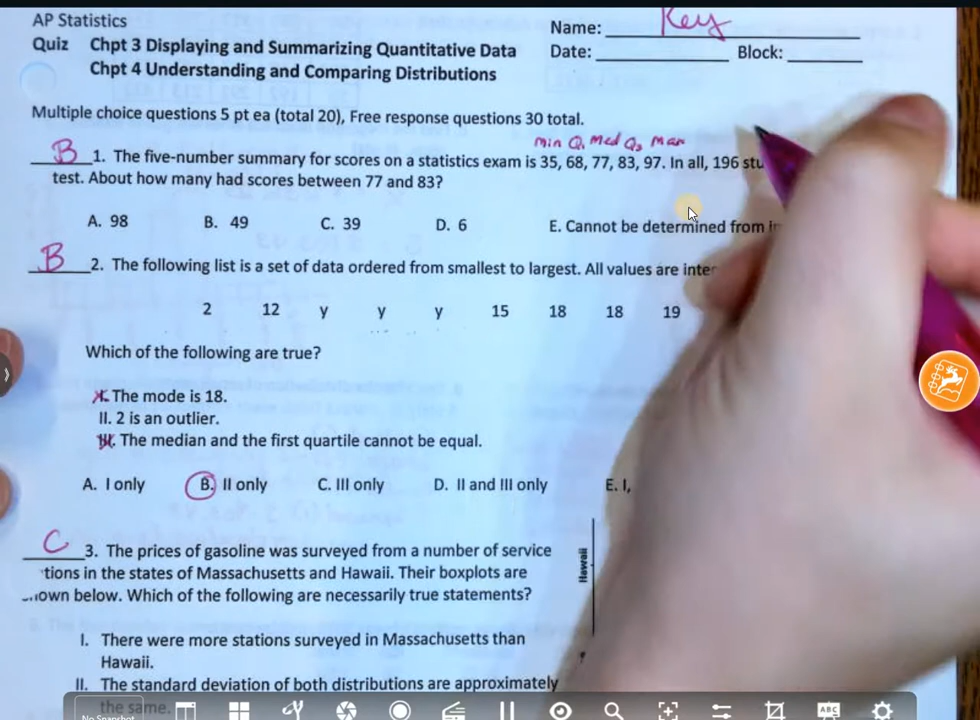 AP Statistics
Name: Key
Quiz Chpt 3 Displaying and Summarizing Quantitative Data
Date: ________ Block: ________
Chpt 4 Understanding and Comparing Distributions
Multiple choice questions 5 pt ea (total 20), Free response questions 30 total.
min Q1 Med Q3 max
B 1. The five-number summary for scores on a statistics exam is 35, 68, 77, 83, 97. In all, 196 stu
test. About how many had scores between 77 and 83?
A. 98 B. 49 C. 39 D. 6 E. Cannot be determined from
B 2. The following list is a set of data ordered from smallest to largest. All values are inte
2 12 y y y 15 18 18 19
Which of the following are true?
The mode is 18.
II. 2 is an outlier.
III. The median and the first quartile cannot be equal.
A. I only B. II only C. III only D. II and III only E. I,
C 3. The prices of gasoline was surveyed from a number of service
tions in the states of Massachusetts and Hawaii. Their boxplots are
own below. Which of the following are necessarily true statements?
Hawaii
I. There were more stations surveyed in Massachusetts than
Hawaii.
II. The standard deviation of both distributions are approximately
the same.
No Snapshot
ABC